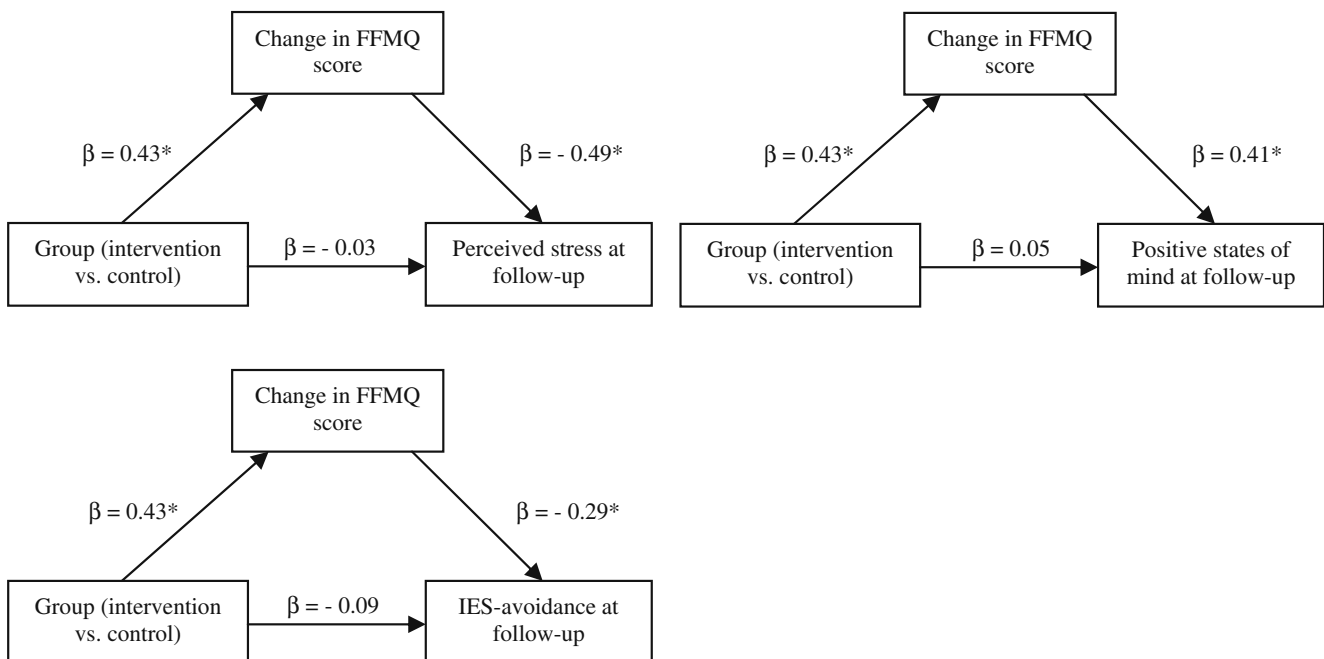 Change in FFMQ
score
β = 0.43*
β = - 0.49*
Group (intervention
vs. control)
β = - 0.03
Perceived stress at
follow-up
Change in FFMQ
score
β = 0.43*
β = 0.41*
Group (intervention
vs. control)
β = 0.05
Positive states of
mind at follow-up
Change in FFMQ
score
β = 0.43*
β = - 0.29*
Group (intervention
vs. control)
β = - 0.09
IES-avoidance at
follow-up